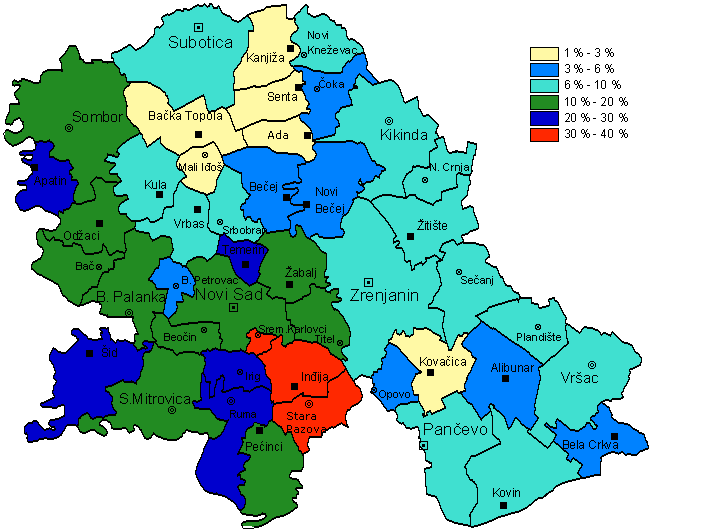 Subotica
Novi
Kneževac
Kanjiža
Čoka
Senta
Bačka Topola
Sombor
Ada
Kikinda
Mali Iđoš
N. Crnja
Apatin
Kula
Bečej
Novi
Bečej
Vrbas
Srbobran
Žitište
Odžaci
Temerin
Bač
B. Petrovac
Žabalj
Sečanj
B. Palanka
Novi Sad
Zrenjanin
Beočin
Srem.Karlovci
Titel
Plandište
Šid
Kovačica
Alibunar
Vršac
Irig
Inđija
Opovo
S.Mitrovica
Ruma
Stara
Pazova
Pančevo
Pećinci
Bela Crkva
Kovin
1 % - 3 %
3 % - 6 %
6 % - 10 %
10 % - 20 %
20 % - 30 %
30 % - 40 %